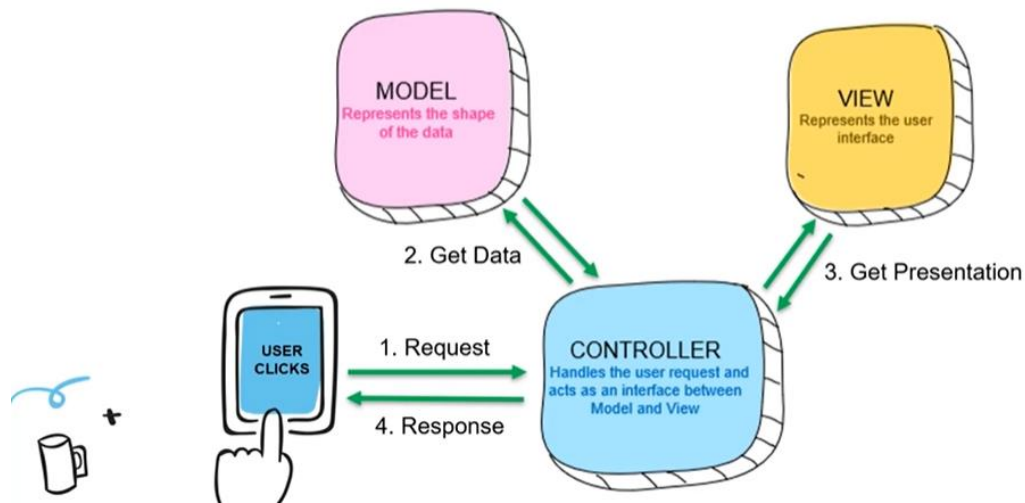 MODEL
Represents the shape
of the data
VIEW
Represents the user
interface
2. Get Data
3. Get Presentation
USER
CLICKS
1. Request
4. Response
CONTROLLER
Handles the user request and
acts as an interface between
Model and View